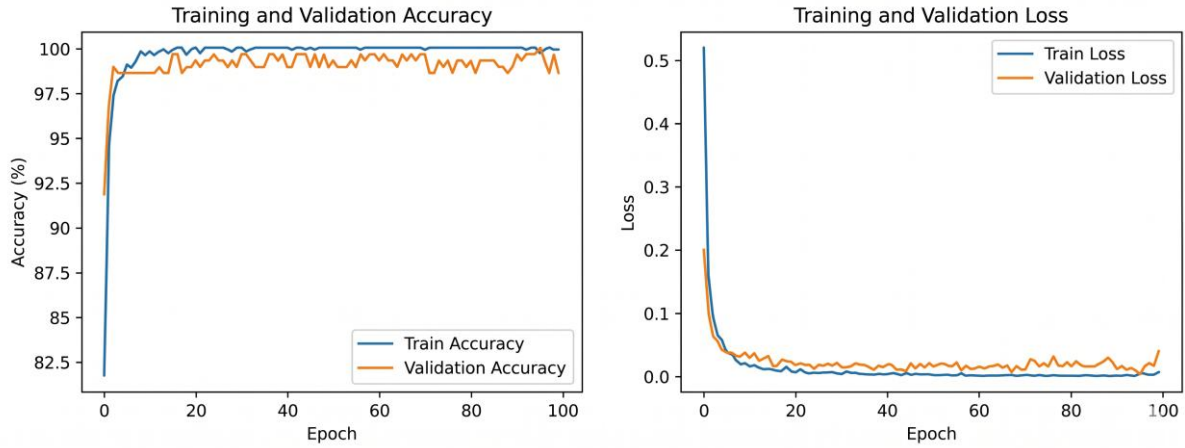 Training and Validation Accuracy
100
97.5
95
92.5
90
87.5
85
82.5
Accuracy (%)
Train Accuracy
Validation Accuracy
0 20 40 60 80 100
Epoch
Training and Validation Loss
0.5
0.4
0.3
0.2
0.1
0.0
Loss
Train Loss
Validation Loss
0 20 40 60 80 100
Epoch